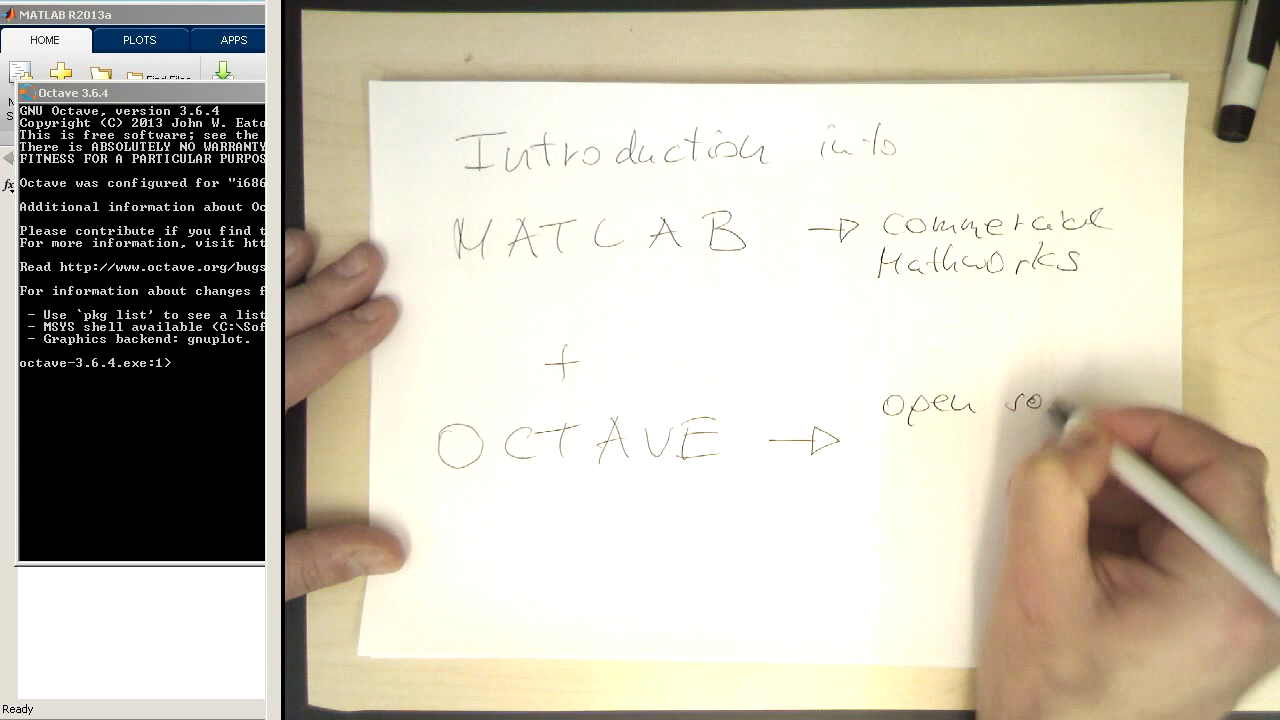 MATLAB R2013a
HOME PLOTS APPS
Find Files
Octave 3.6.4
GNU Octave, version 3.6.4
Copyright (C) 2013 John W. Eato
This is free software; see the
There is ABSOLUTELY NO WARRANTY
FITNESS FOR A PARTICULAR PURPOS
Octave was configured for "i686
Additional information about Oc
Please contribute if you find t
For more information, visit htt
Read http://www.octave.org/bugs
For information about changes f
- Use `pkg list' to see a list
- MSYS shell available (C:\Sof
- Graphics backend: gnuplot.
octave-3.6.4.exe:1>
Ready
Introduction into
MATLAB → commercial
Mathworks
+
open so
OCTAVE →